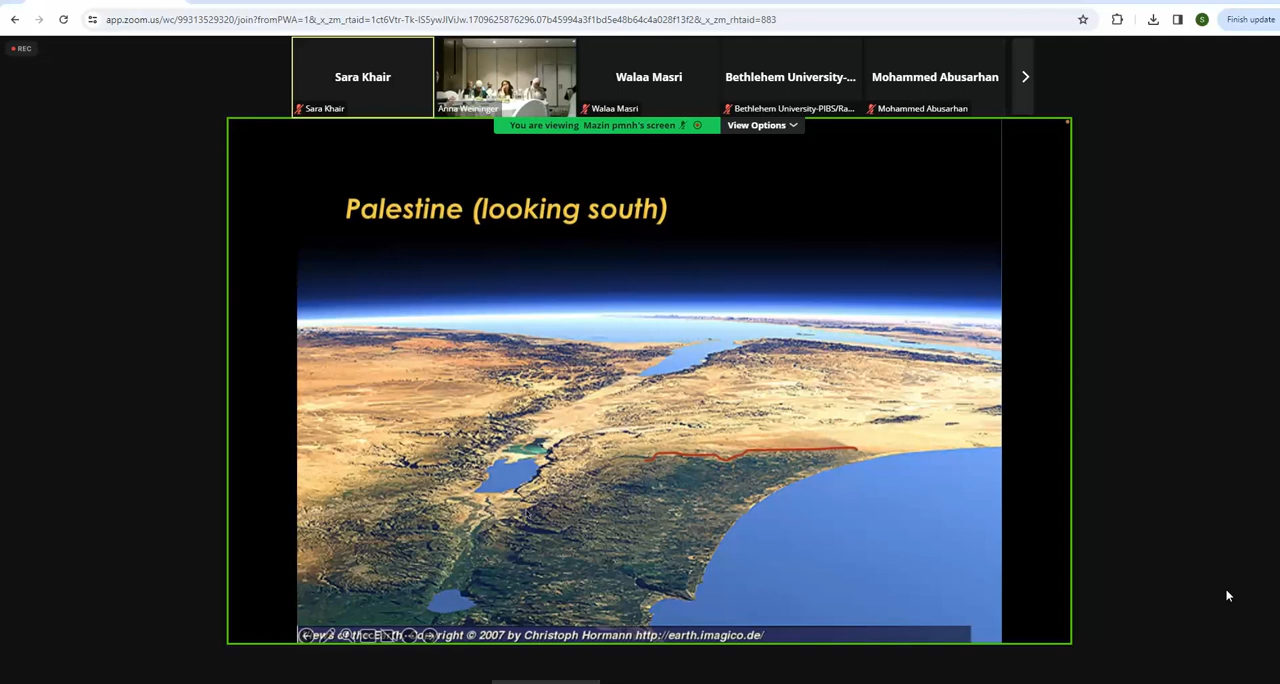 app.zoom.us/wc/99313529320/join?fromPWA=1&_x_zm_rtaid=1ct6Vtr-Tk-IS5ywJlViJw.1709625876296.07b45994a3f1bd5e48b64c4a028f13f2&_x_zm_rhtaid=883
S
Finish update
REC
Sara Khair
Walaa Masri
Bethlehem University-...
Mohammed Abusarhan
Sara Khair
Anna Weininger
Walaa Masri
Bethlehem University-PIBS/Ra...
Mohammed Abusarhan
You are viewing Mazin pmnh's screen
View Options
Palestine (looking south)
right © 2007 by Christoph Hormann http://earth.imagico.de/